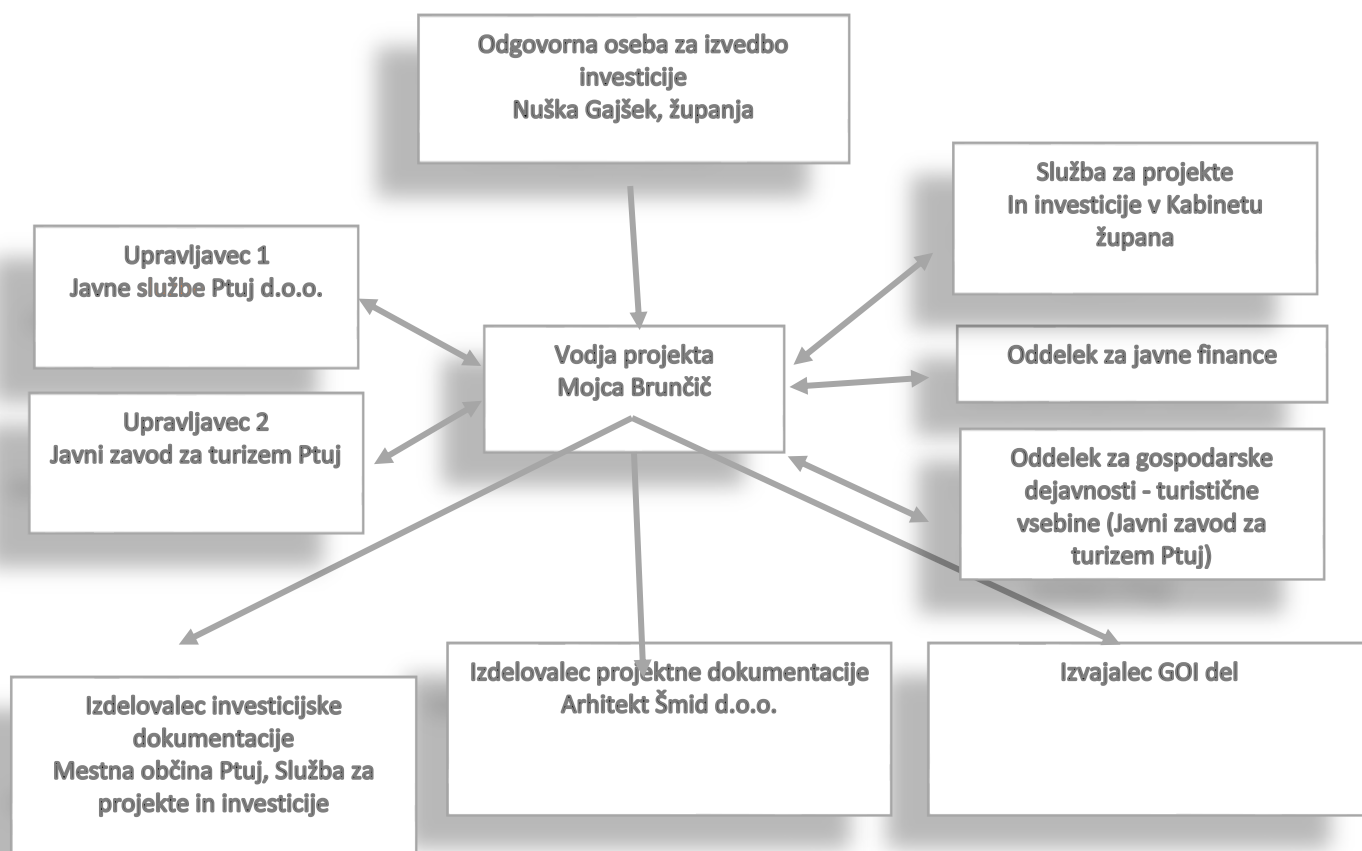 Odgovorna oseba za izvedbo
investicije
Nuška Gajšek, županja
Služba za projekte
In investicije v Kabinetu
župana
Upravljavec 1
Javne službe Ptuj d.o.o.
Vodja projekta
Mojca Brunčič
Oddelek za javne finance
Upravljavec 2
Javni zavod za turizem Ptuj
Oddelek za gospodarske
dejavnosti - turistične
vsebine (Javni zavod za
turizem Ptuj)
Izdelovalec investicijske
dokumentacije
Mestna občina Ptuj, Služba za
projekte in investicije
Izdelovalec projektne dokumentacije
Arhitekt Šmid d.o.o.
Izvajalec GOI del